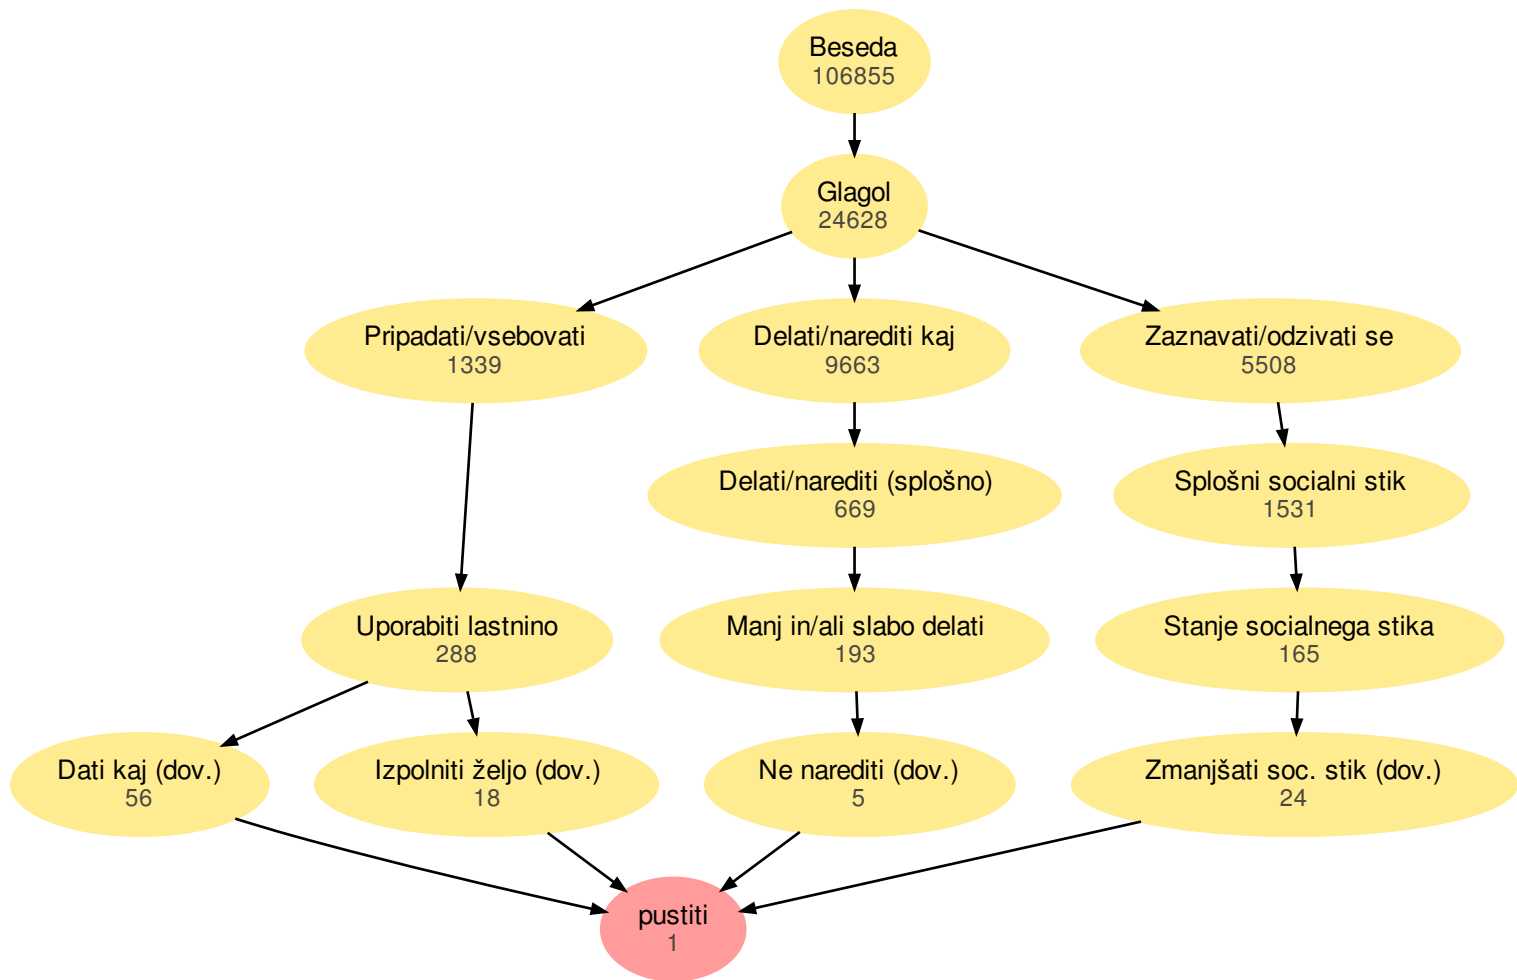 Beseda
106855
Glagol
24628
Pripadati/vsebovati
1339
Delati/narediti kaj
9663
Zaznavati/odzivati se
5508
Delati/narediti (splošno)
669
Splošni socialni stik
1531
Uporabiti lastnino
288
Manj in/ali slabo delati
193
Stanje socialnega stika
165
Dati kaj (dov.)
56
Izpolniti željo (dov.)
18
Ne narediti (dov.)
5
Zmanjšati soc. stik (dov.)
24
pustiti
1